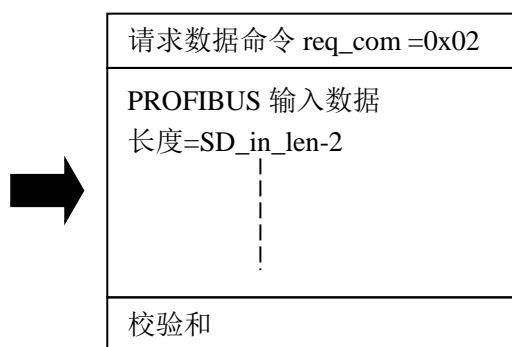 请求数据命令 req_com =0x02
PROFIBUS 输入数据
长度=SD_in_len-2
校验和